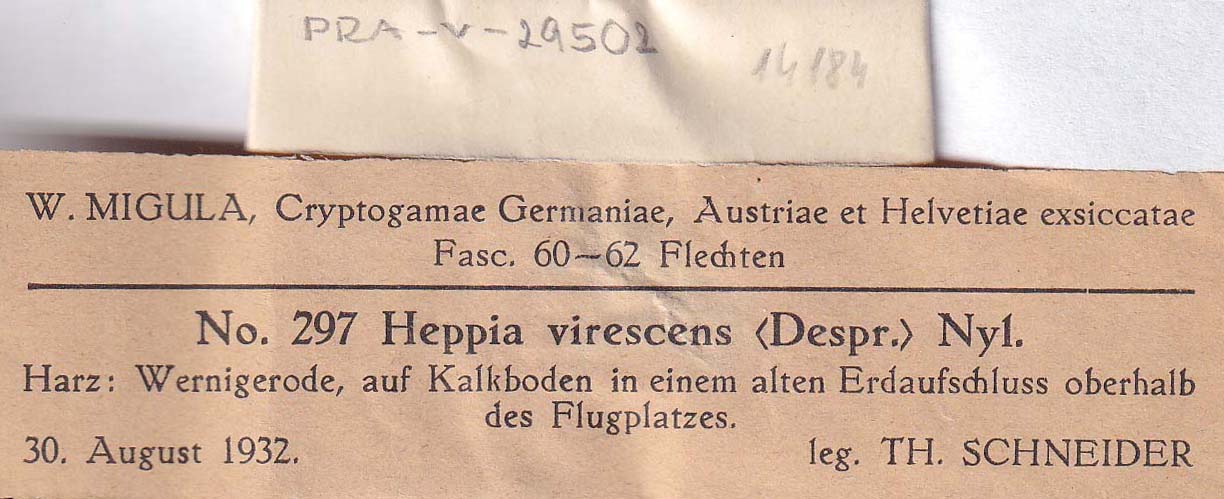 PRA-V-29502
14184
W. MIGULA, Cryptogamae Germaniae, Austriae et Helvetiae exsiccatae
Fasc. 60—62 Flechten
No. 297 Heppia virescens ‹Despr.› Nyl.
Harz: Wernigerode, auf Kalkboden in einem alten Erdaufschluss oberhalb
des Flugplatzes.
30. August 1932. leg. TH. SCHNEIDER